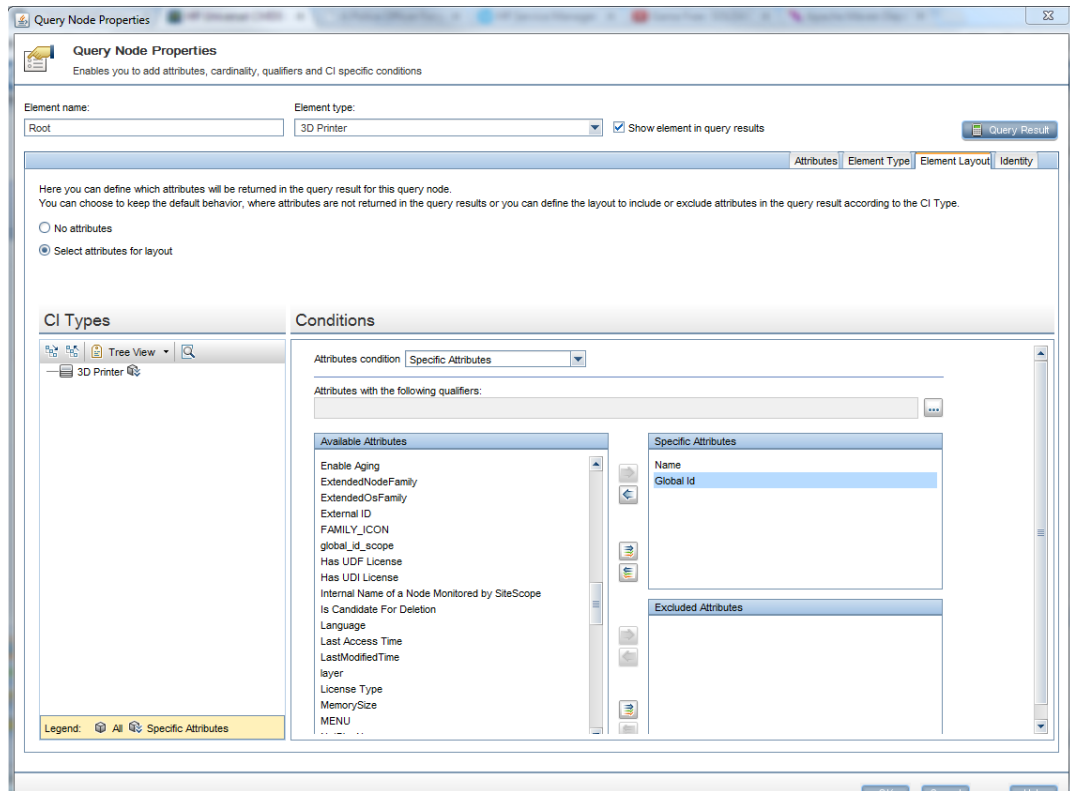 Query Node Properties
Query Node Properties
Enables you to add attributes, cardinality, qualifiers and CI specific conditions
Element name:
Element type:
Root
3D Printer
Show element in query results
Query Result
Attributes
Element Type
Element Layout
Identity
Here you can define which attributes will be returned in the query result for this query node.
You can choose to keep the default behavior, where attributes are not returned in the query results or you can define the layout to include or exclude attributes in the query result according to the CI Type.
No attributes
Select attributes for layout
CI Types
Conditions
Tree View
3D Printer
Attributes condition
Specific Attributes
Attributes with the following qualifiers:
...
Available Attributes
Specific Attributes
Enable Aging
ExtendedNodeFamily
ExtendedOsFamily
External ID
FAMILY_ICON
global_id_scope
Has UDF License
Has UDI License
Internal Name of a Node Monitored by SiteScope
Is Candidate For Deletion
Language
Last Access Time
LastModifiedTime
layer
License Type
MemorySize
MENU
Name
Global Id
Excluded Attributes
Legend: All Specific Attributes